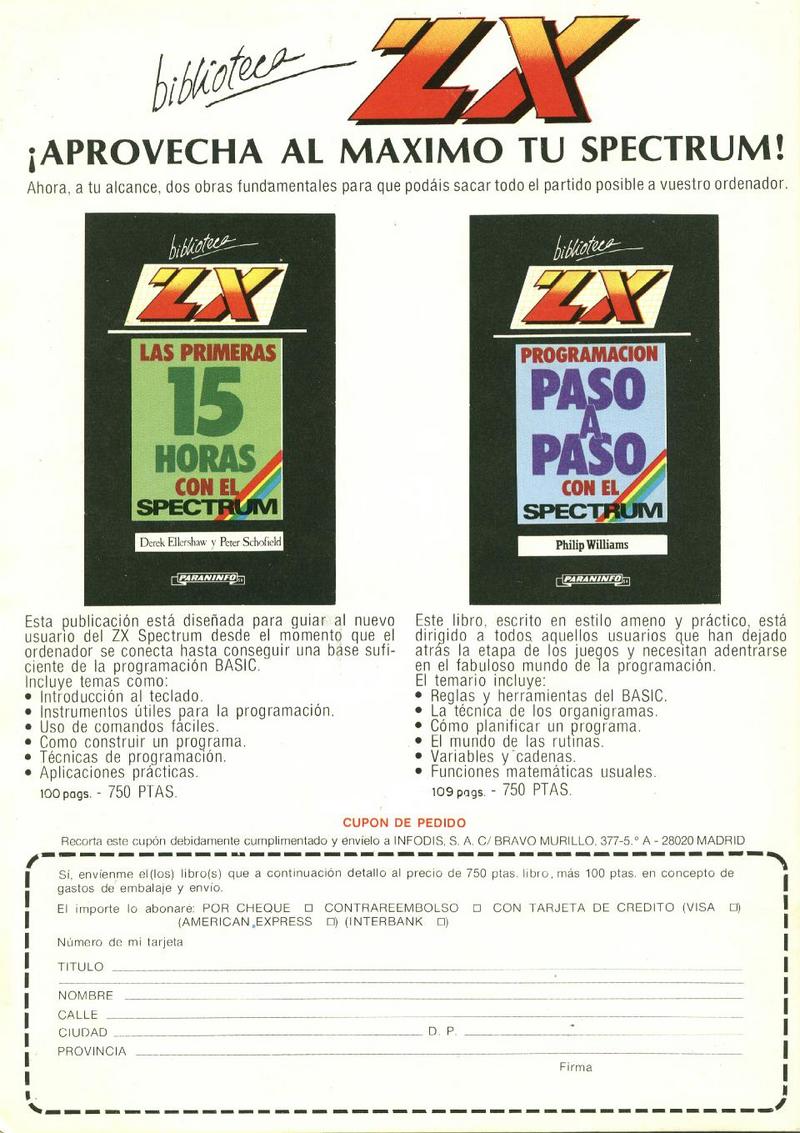 biblioteca ZX
¡APROVECHA AL MAXIMO TU SPECTRUM!
Ahora, a tu alcance, dos obras fundamentales para que podáis sacar todo el partido posible a vuestro ordenador.
biblioteca
ZX
LAS PRIMERAS
15
HORAS
CON EL
SPECTRUM
Derek Ellershaw y Peter Schofield
PARANINFO SA
biblioteca
ZX
PROGRAMACION
PASO
A
PASO
CON EL
SPECTRUM
Philip Williams
PARANINFO SA
Esta publicación está diseñada para guiar al nuevo
usuario del ZX Spectrum desde el momento que el
ordenador se conecta hasta conseguir una base sufi-
ciente de la programación BASIC.
Incluye temas como:
• Introducción al teclado.
• Instrumentos útiles para la programación.
• Uso de comandos fáciles.
• Como construir un programa.
• Técnicas de programación.
• Aplicaciones prácticas.
100 pags. - 750 PTAS.
Este libro, escrito en estilo ameno y práctico, está
dirigido a todos aquellos usuarios que han dejado
atrás la etapa de los juegos y necesitan adentrarse
en el fabuloso mundo de la programación.
El temario incluye:
• Reglas y herramientas del BASIC.
• La técnica de los organigramas.
• Cómo planificar un programa.
• El mundo de las rutinas.
• Variables y cadenas.
• Funciones matemáticas usuales.
109 pags. - 750 PTAS.
CUPON DE PEDIDO
Recorta este cupón debidamente cumplimentado y envíelo a INFODIS, S. A. C/ BRAVO MURILLO, 377-5.° A - 28020 MADRID
Sí, envíenme el(los) libro(s) que a continuación detallo al precio de 750 ptas. libro, más 100 ptas. en concepto de
gastos de embalaje y envío.
El importe lo abonare: POR CHEQUE □ CONTRAREEMBOLSO □ CON TARJETA DE CREDITO (VISA □)
(AMERICAN EXPRESS □) (INTERBANK □)
Número de mi tarjeta
TITULO
NOMBRE
CALLE
CIUDAD D. P.
PROVINCIA
Firma